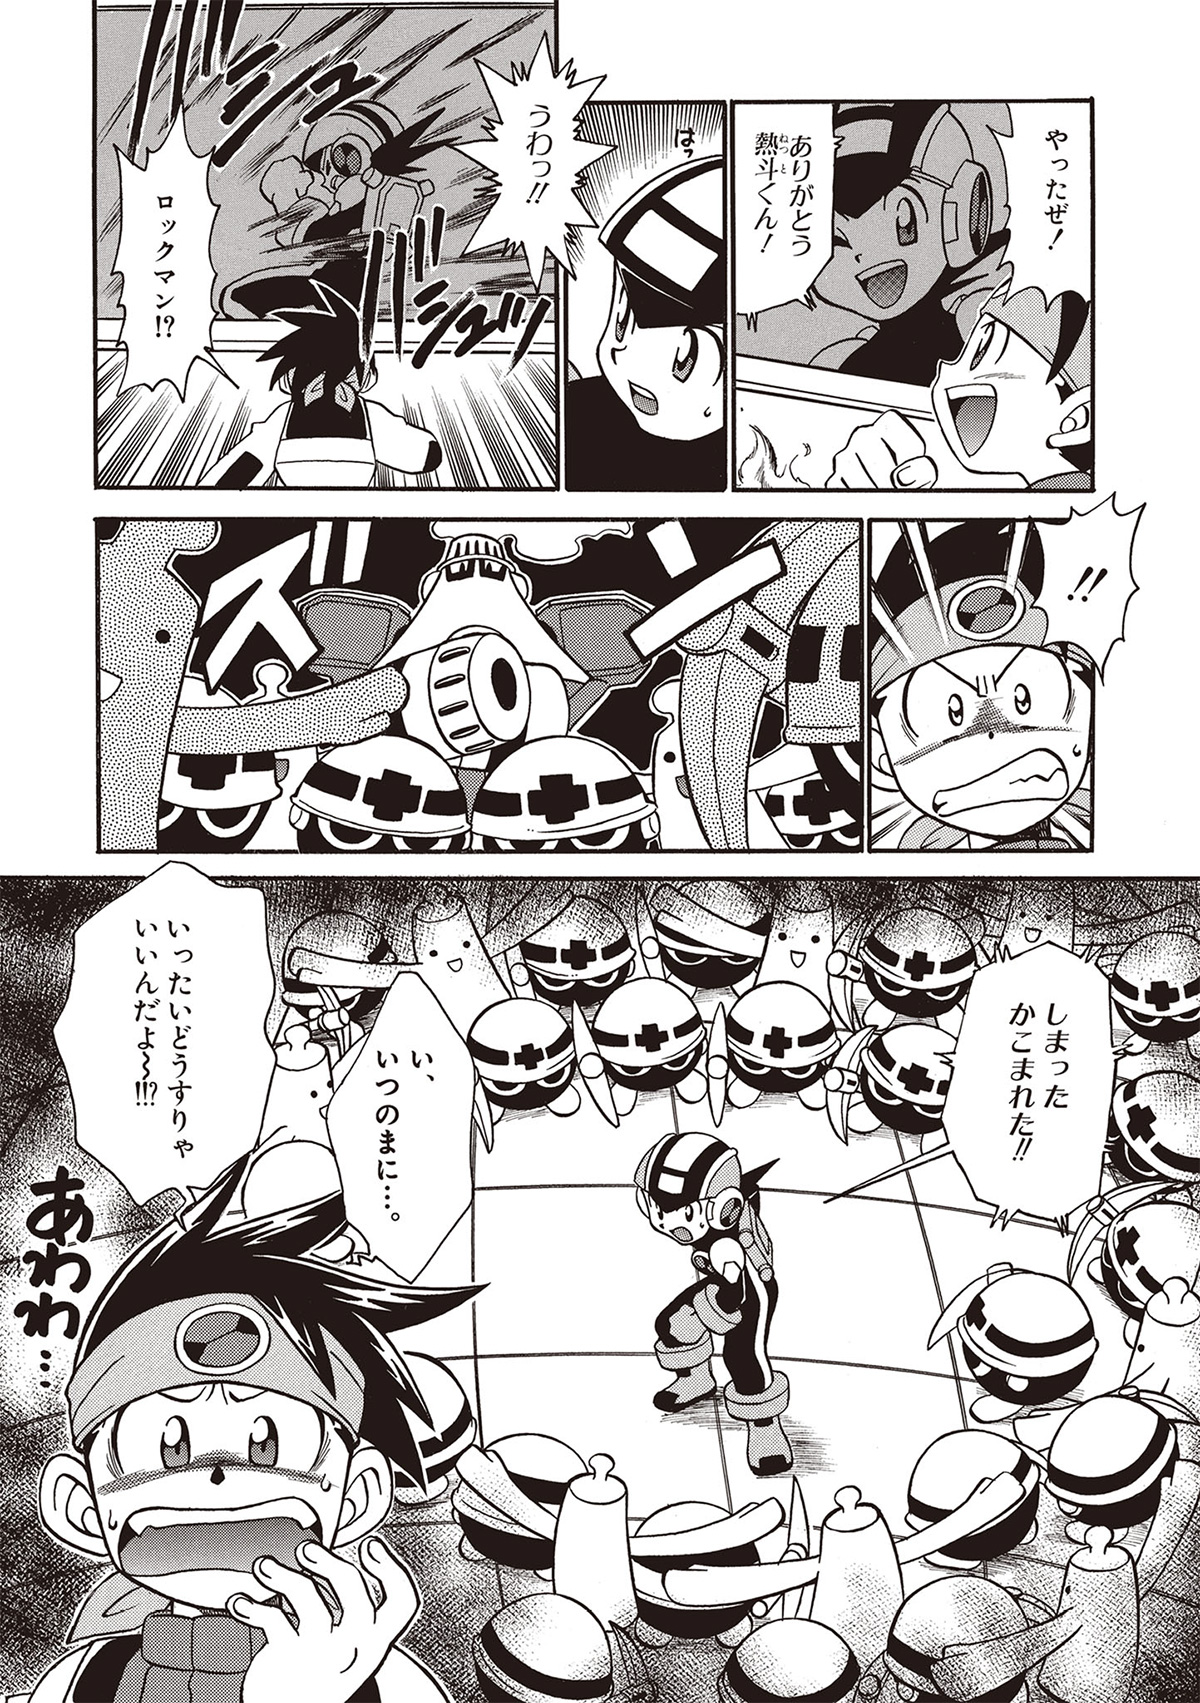 やったぜ！
ありがとう
熱斗くん！
ねっと
はっ
うわっ!!
シュッ
シュ
ロックマン!?
!!
ズ
しまった
かこまれた!!
い、
いつのまに…。
いったいどうすりゃ
いいんだよ〜!!?
あわわ…